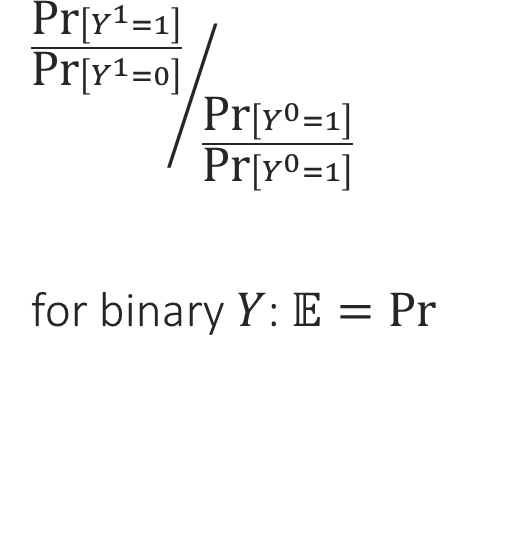 Pr[Y¹=1]
Pr[Y¹=0]
/
Pr[Y⁰=1]
Pr[Y⁰=1]
for binary Y: 𝔼 = Pr